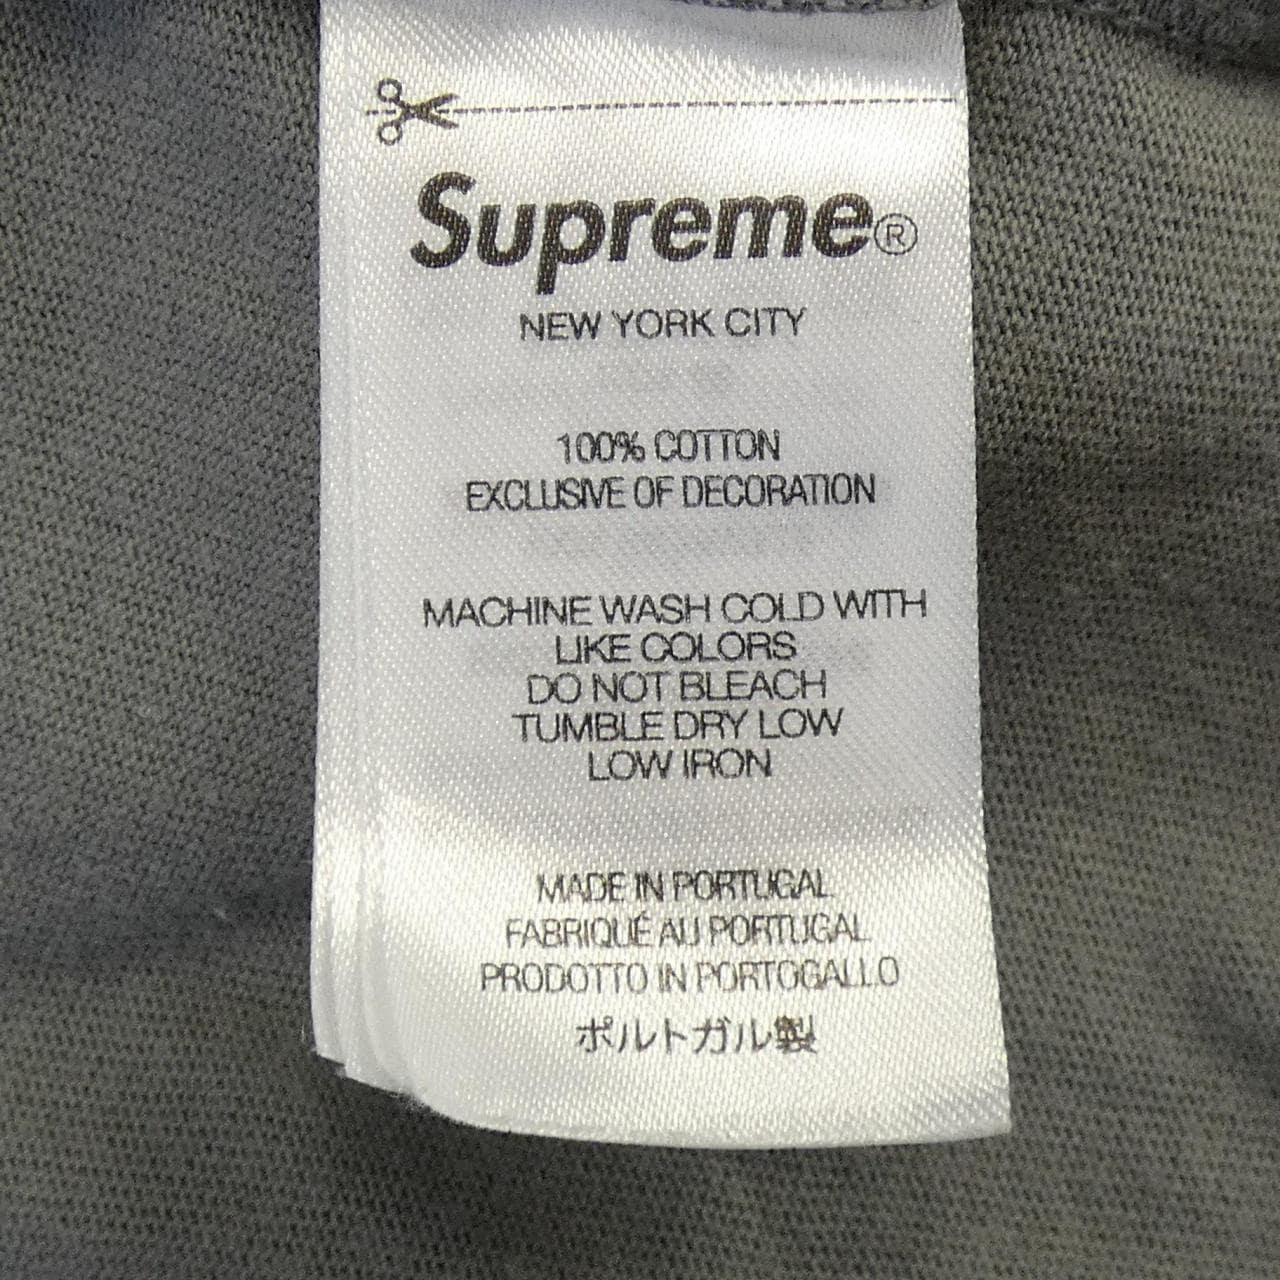 Supreme®
NEW YORK CITY
100% COTTON
EXCLUSIVE OF DECORATION
MACHINE WASH COLD WITH
LIKE COLORS
DO NOT BLEACH
TUMBLE DRY LOW
LOW IRON
MADE IN PORTUGAL
FABRIQUÉ AU PORTUGAL
PRODOTTO IN PORTOGALLO
ポルトガル製